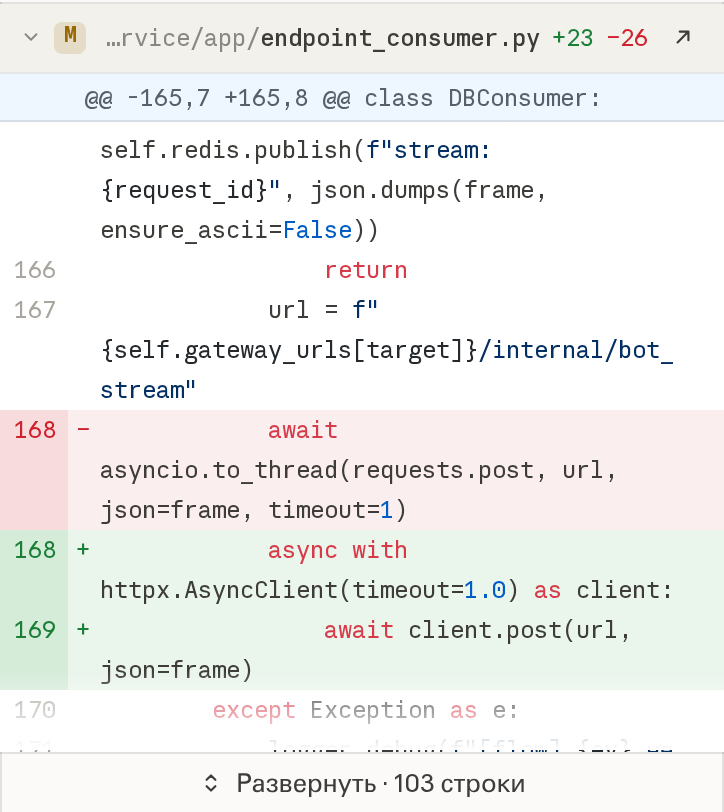 M …rvice/app/endpoint_consumer.py +23 −26
@@ -165,7 +165,8 @@ class DBConsumer:
self.redis.publish(f"stream:
{request_id}", json.dumps(frame,
ensure_ascii=False))
166 return
167 url = f"
{self.gateway_urls[target]}/internal/bot_
stream"
168 − await
asyncio.to_thread(requests.post, url,
json=frame, timeout=1)
168 + async with
httpx.AsyncClient(timeout=1.0) as client:
169 + await client.post(url,
json=frame)
170 except Exception as e:
Развернуть · 103 строки